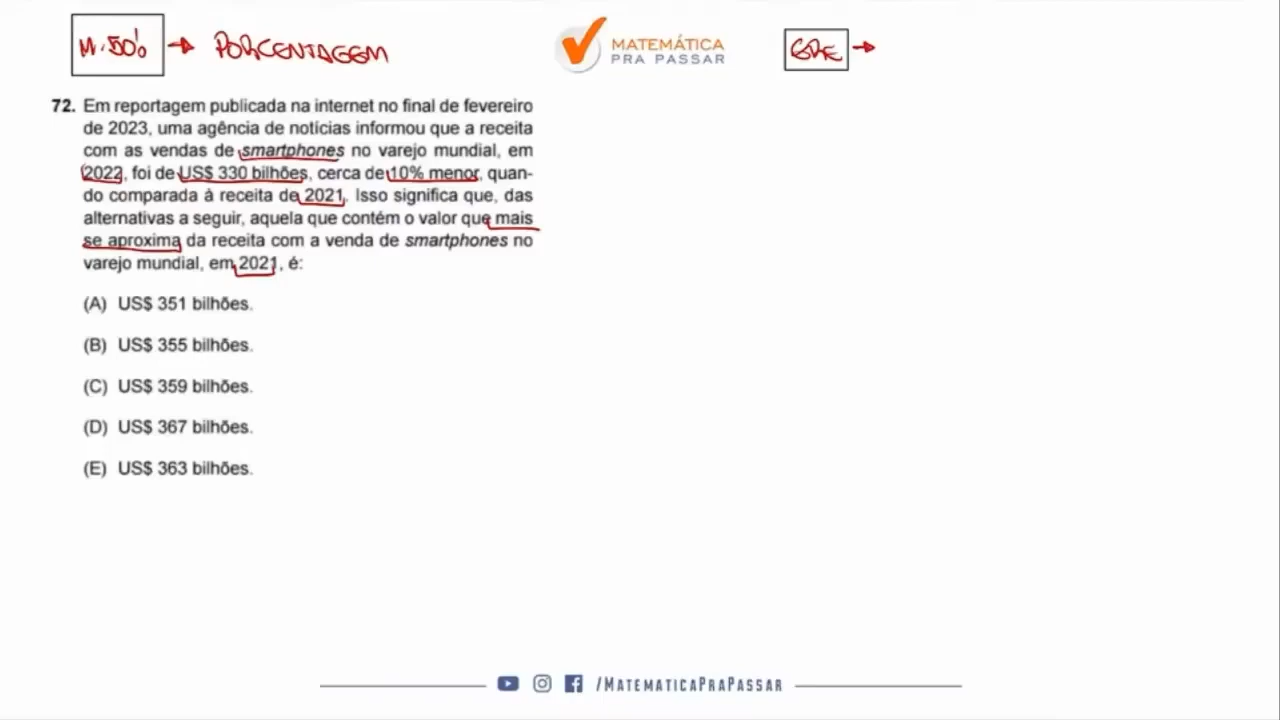 M.50% → PORCENTAGEM
MATEMÁTICA
PRA PASSAR
GRE →
72. Em reportagem publicada na internet no final de fevereiro
de 2023, uma agência de notícias informou que a receita
com as vendas de smartphones no varejo mundial, em
2022, foi de US$ 330 bilhões, cerca de 10% menor, quan-
do comparada à receita de 2021. Isso significa que, das
alternativas a seguir, aquela que contém o valor que mais
se aproxima da receita com a venda de smartphones no
varejo mundial, em 2021, é:
(A) US$ 351 bilhões.
(B) US$ 355 bilhões.
(C) US$ 359 bilhões.
(D) US$ 367 bilhões.
(E) US$ 363 bilhões.
/MATEMATICAPRAPASSAR